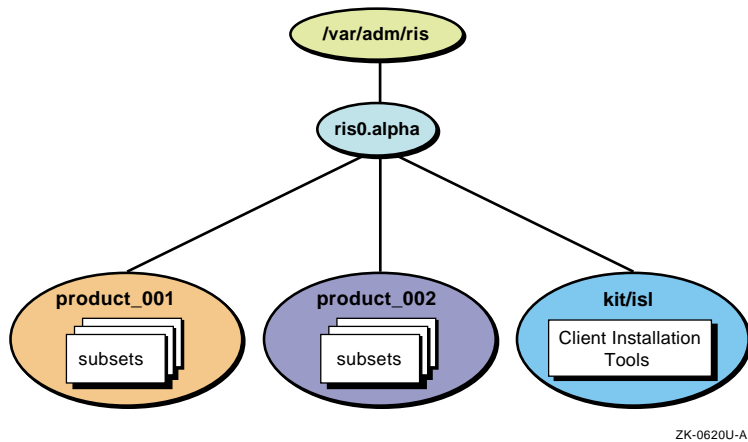 /var/adm/ris
ris0.alpha
product_001
subsets
product_002
subsets
kit/isl
Client Installation
Tools
ZK-0620U-A